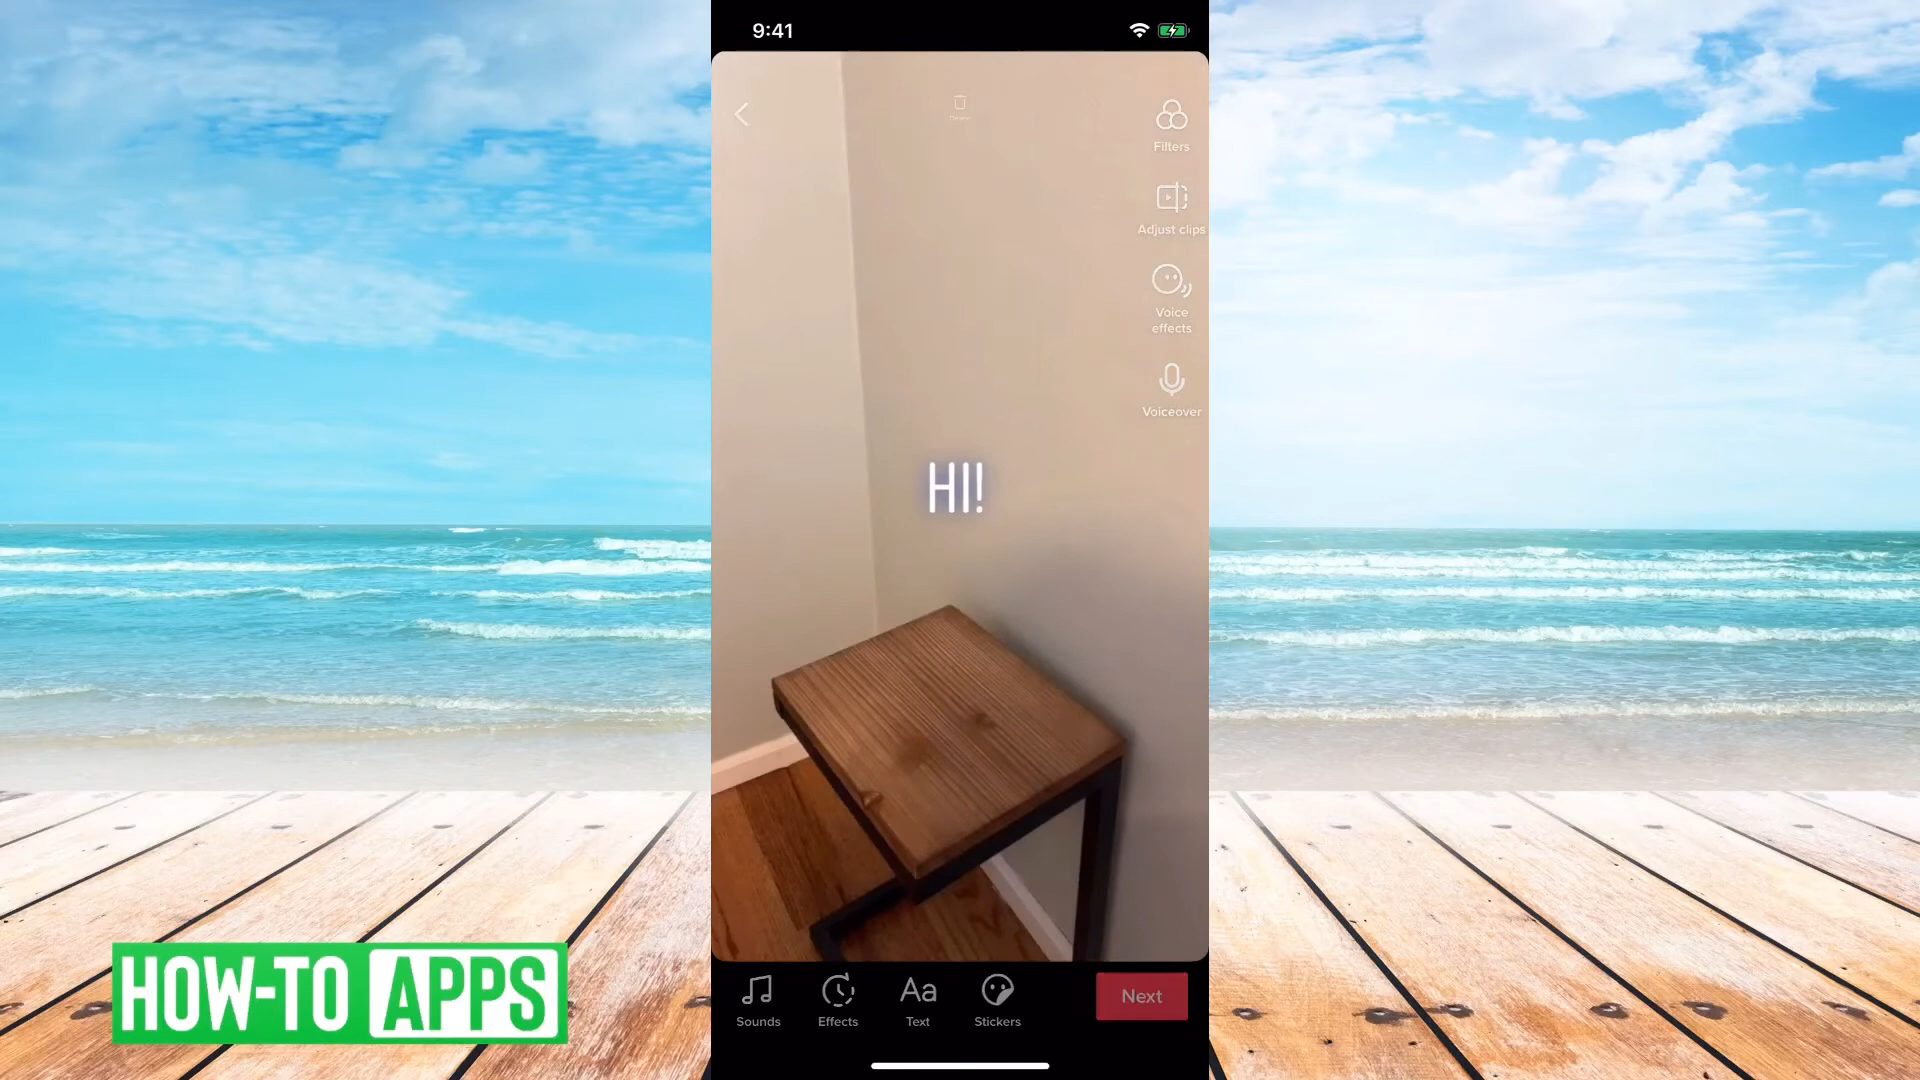 9:41
Filters
Adjust clips
Voice
effects
Voiceover
HI!
Sounds
Effects
Aa
Text
Stickers
Next
HOW-TO APPS